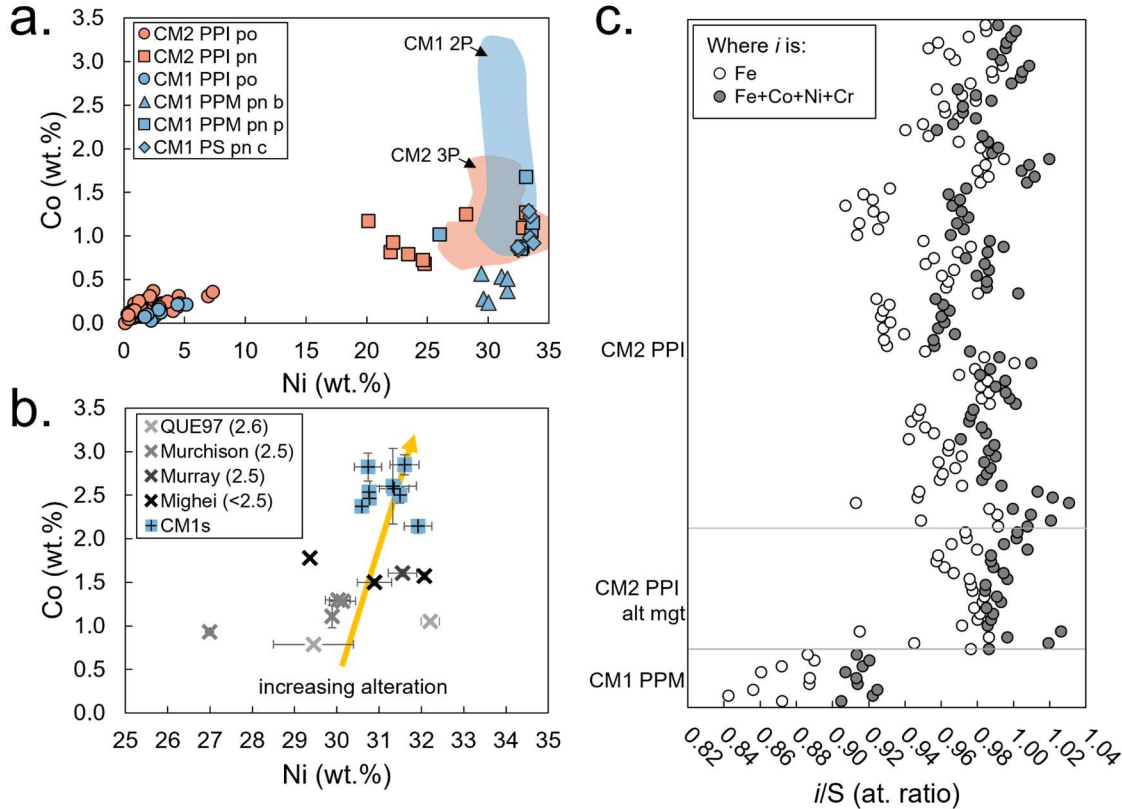 a.
3.5
3.0
2.5
2.0
1.5
1.0
0.5
0.0
Co (wt.%)
CM2 PPI po
CM2 PPI pn
CM1 PPI po
CM1 PPM pn b
CM1 PPM pn p
CM1 PS pn c
CM1 2P
CM2 3P
0 5 10 15 20 25 30 35
Ni (wt.%)
b.
3.5
3.0
2.5
2.0
1.5
1.0
0.5
0.0
Co (wt.%)
QUE97 (2.6)
Murchison (2.5)
Murray (2.5)
Mighei (<2.5)
CM1s
increasing alteration
25 26 27 28 29 30 31 32 33 34 35
Ni (wt.%)
c.
Where i is:
Fe
Fe+Co+Ni+Cr
CM2 PPI
CM2 PPI
alt mgt
CM1 PPM
0.82 0.84 0.86 0.88 0.90 0.92 0.94 0.96 0.98 1.00 1.02 1.04
i/S (at. ratio)